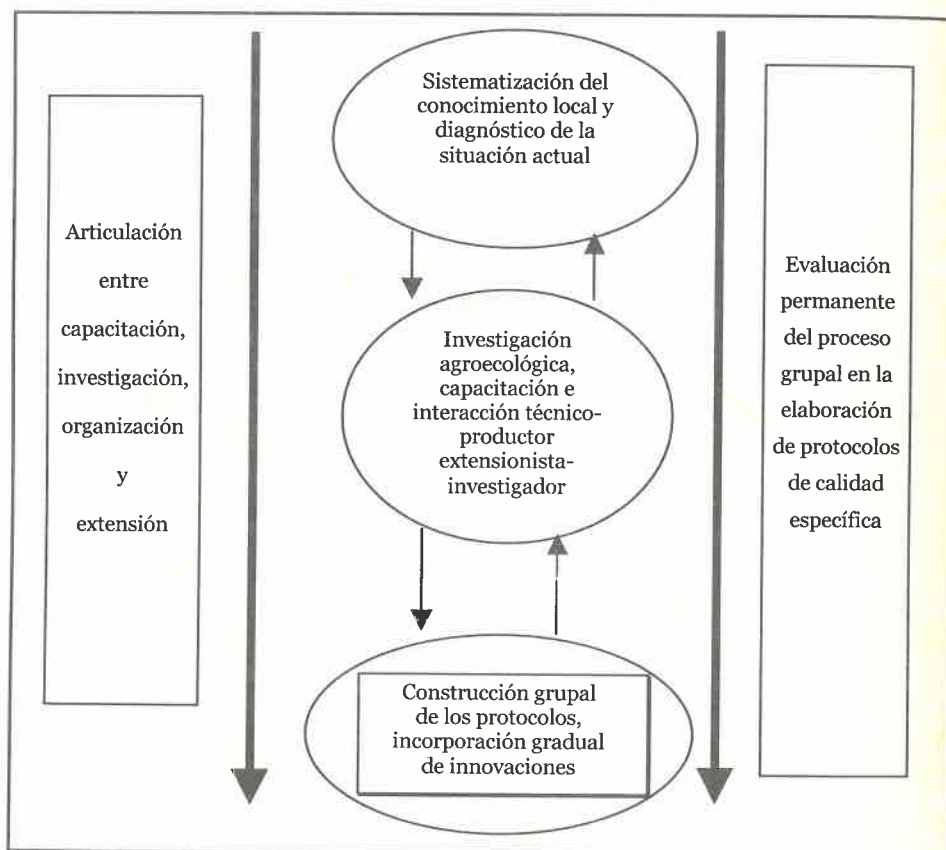 Sistematización del
conocimiento local y
diagnóstico de la
situación actual
Articulación
entre
capacitación,
investigación,
organización
y
extensión
Investigación
agroecológica,
capacitación e
interacción técnico-
productor
extensionista-
investigador
Evaluación
permanente
del proceso
grupal en la
elaboración
de protocolos
de calidad
específica
Construcción grupal
de los protocolos,
incorporación gradual
de innovaciones